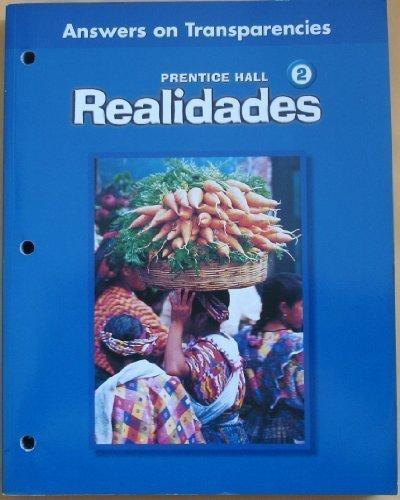 Answers on Transparencies
PRENTICE HALL 2
Realidades